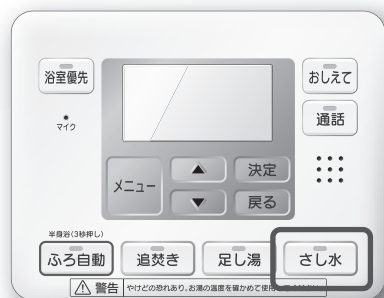 浴室優先
おしえて
マイク
通話
メニュー
決定
戻る
半身浴(3秒押し)
ふろ自動
追焚き
足し湯
さし水
警告
やけどの恐れあり。お湯の温度を確かめて使用